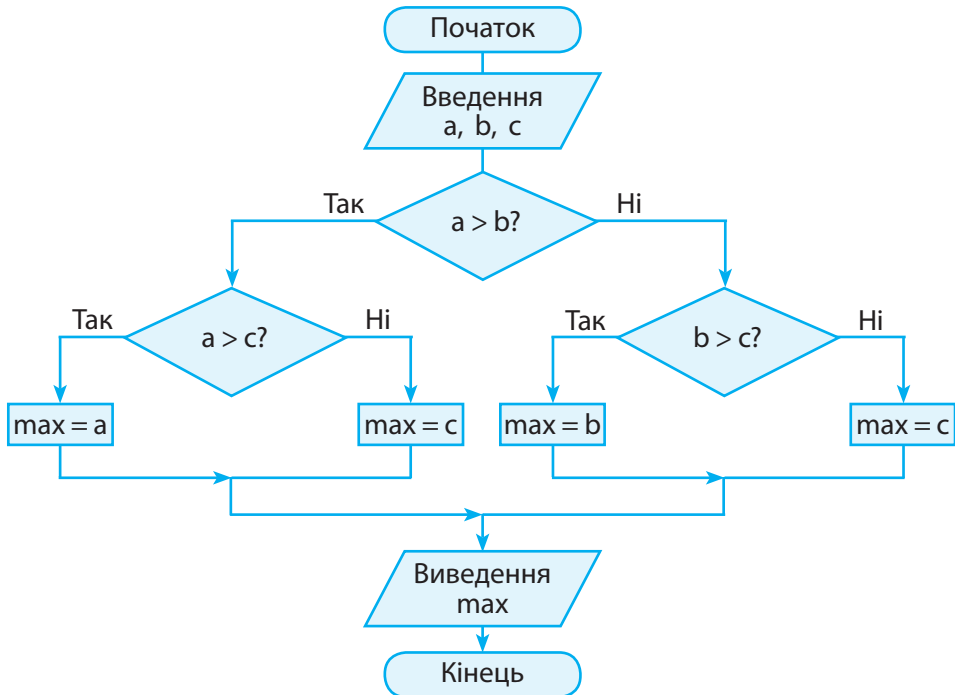 Початок
Введення
a, b, c
Так
a > b?
Ні
Так
a > c?
Ні
Так
b > c?
Ні
max = a
max = c
max = b
max = c
Виведення
max
Кінець